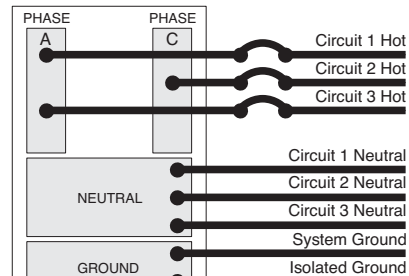 PHASE PHASE
A C
Circuit 1 Hot
Circuit 2 Hot
Circuit 3 Hot
Circuit 1 Neutral
NEUTRAL
Circuit 2 Neutral
Circuit 3 Neutral
System Ground
GROUND
Isolated Ground